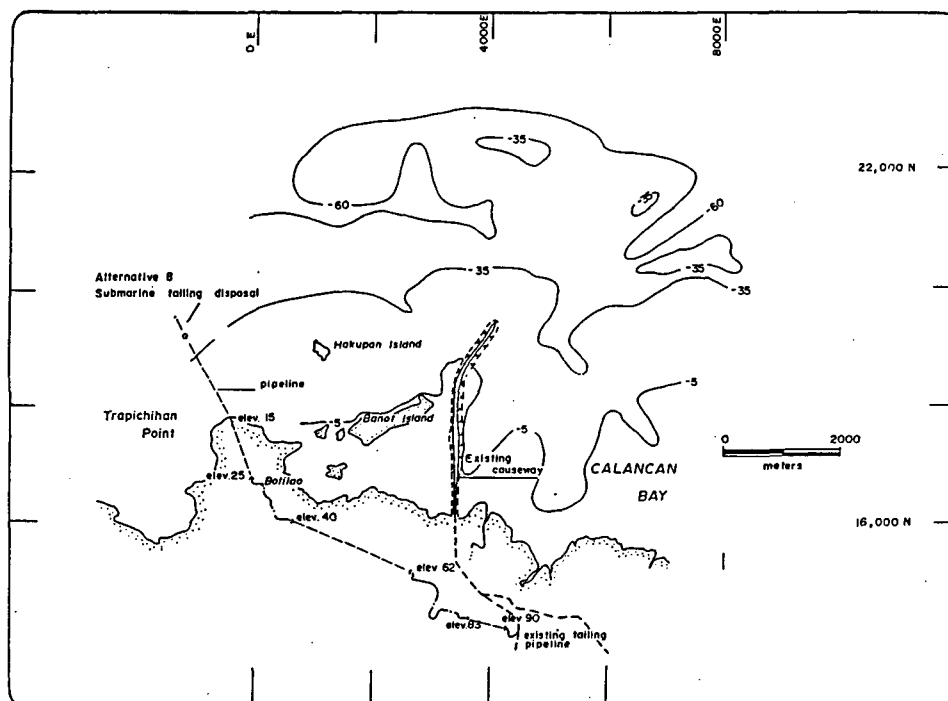 0 E
4000E
8000E
-35
22,000 N
-35
-60
-60
-35
-35
-35
Alternative B
Submarine tailing disposal
Hakupan Island
pipeline
-5
Trapichihan
Point
elev. 15
-5
Banot Island
-5
0 2000
meters
Existing
causeway
CALANCAN
BAY
elev.25
Botilao
elev. 40
16,000 N
elev 62
elev.83
elev 90
existing tailing
pipeline